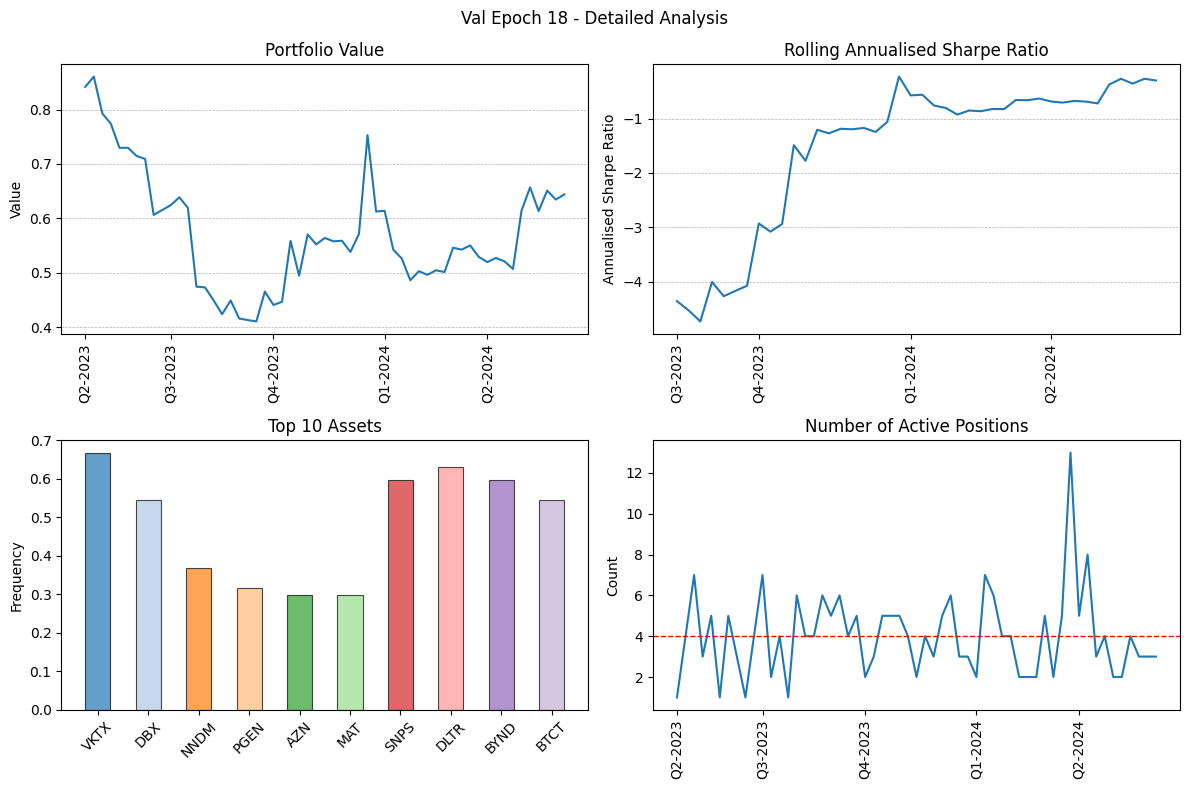 Val Epoch 18 - Detailed Analysis
Portfolio Value
Value
0.8
0.7
0.6
0.5
0.4
Q2-2023
Q3-2023
Q4-2023
Q1-2024
Q2-2024
Rolling Annualised Sharpe Ratio
Annualised Sharpe Ratio
−1
−2
−3
−4
Q3-2023
Q4-2023
Q1-2024
Q2-2024
Top 10 Assets
Frequency
0.7
0.6
0.5
0.4
0.3
0.2
0.1
0.0
VKTX
DBX
NNDM
PGEN
AZN
MAT
SNPS
DLTR
BYND
BTCT
Number of Active Positions
Count
12
10
8
6
4
2
Q2-2023
Q3-2023
Q4-2023
Q1-2024
Q2-2024